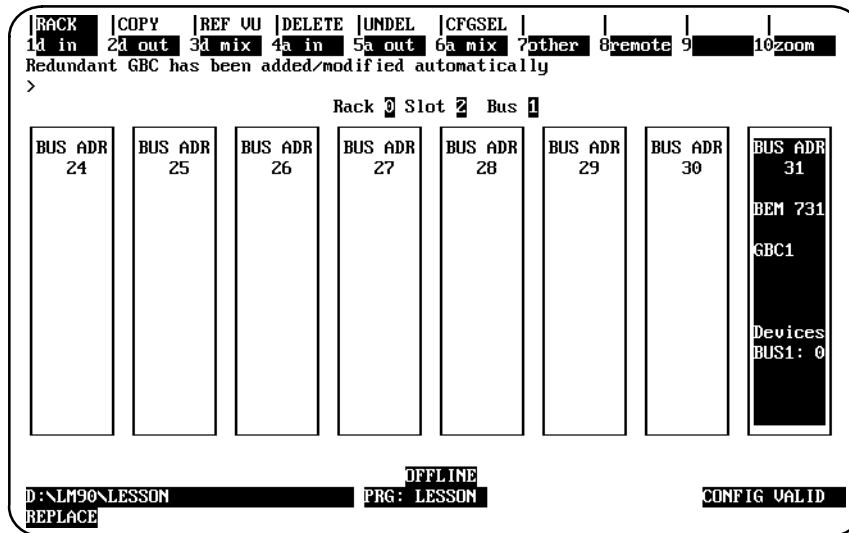 |RACK |COPY |REF VU |DELETE |UNDEL |CFGSEL | | | |
1d in 2d out 3d mix 4a in 5a out 6a mix 7other 8remote 9 10zoom
Redundant GBC has been added/modified automatically
>
Rack 0 Slot 2 Bus 1
BUS ADR BUS ADR BUS ADR BUS ADR BUS ADR BUS ADR BUS ADR BUS ADR
24 25 26 27 28 29 30 31
BEM 731
GBC1
Devices
BUS1: 0
OFFLINE
D:\LM90\LESSON PRG: LESSON CONFIG VALID
REPLACE